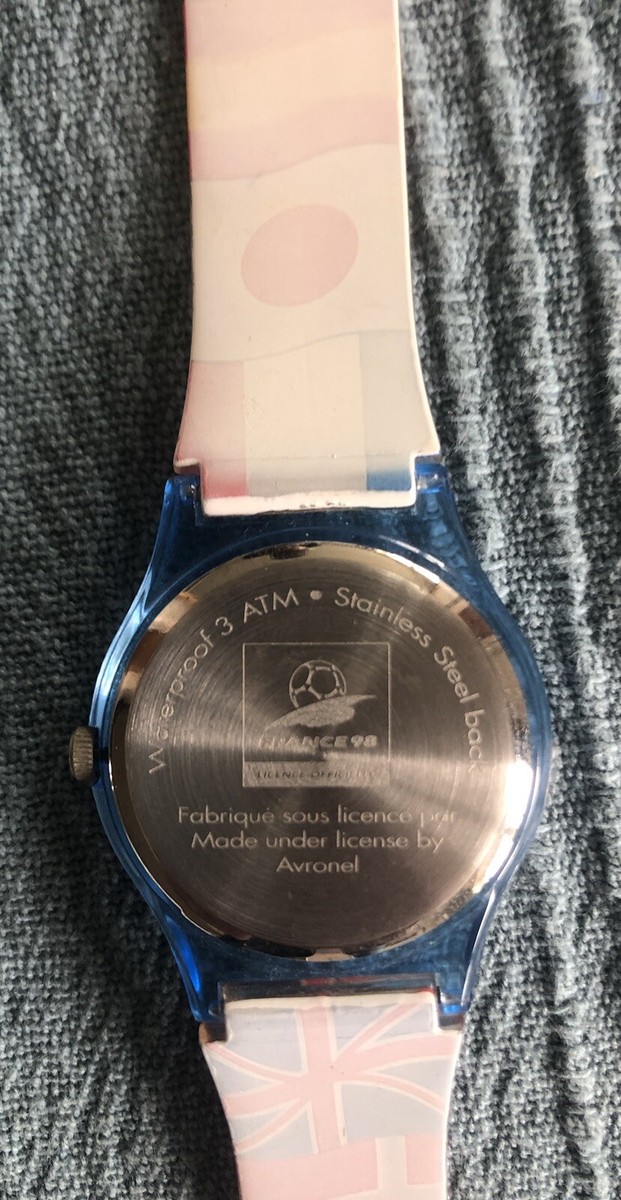 Waterproof 3 ATM • Stainless Steel back
FRANCE 98
LICENCE OFFICIELLE
Fabriqué sous licence par
Made under license by
Avronel